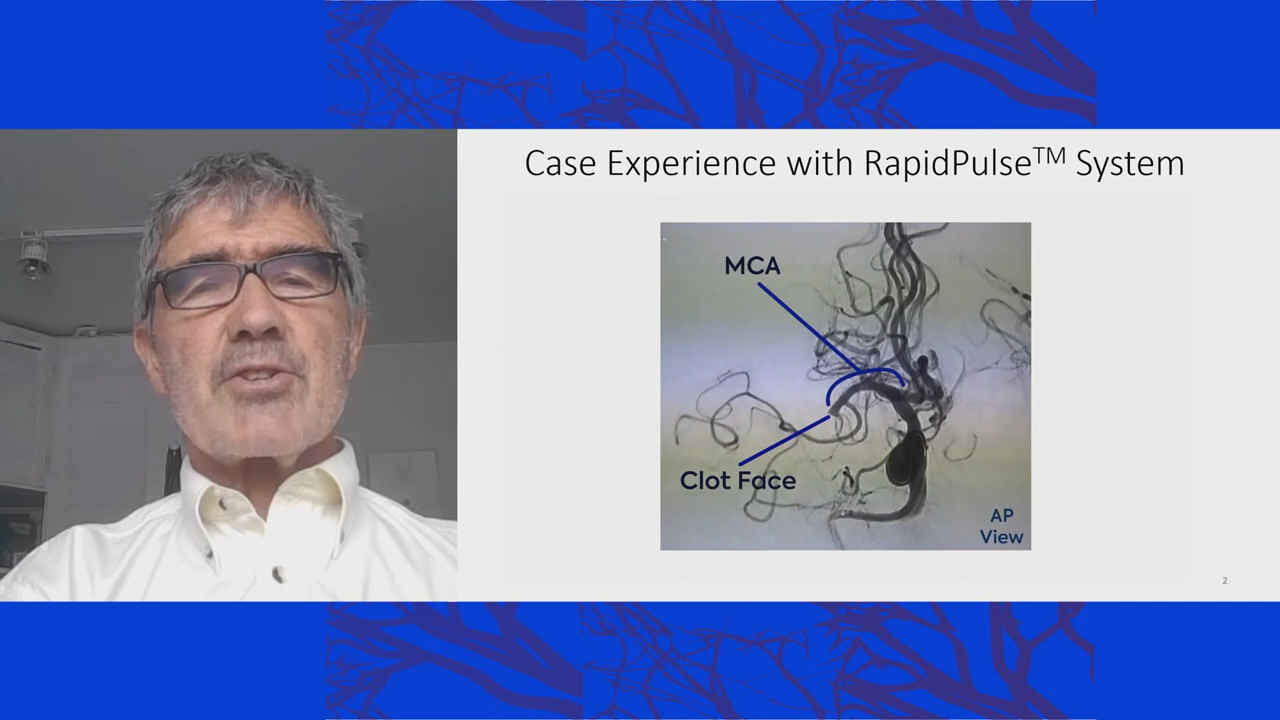 Case Experience with RapidPulse™ System
MCA
Clot Face
AP
View
2